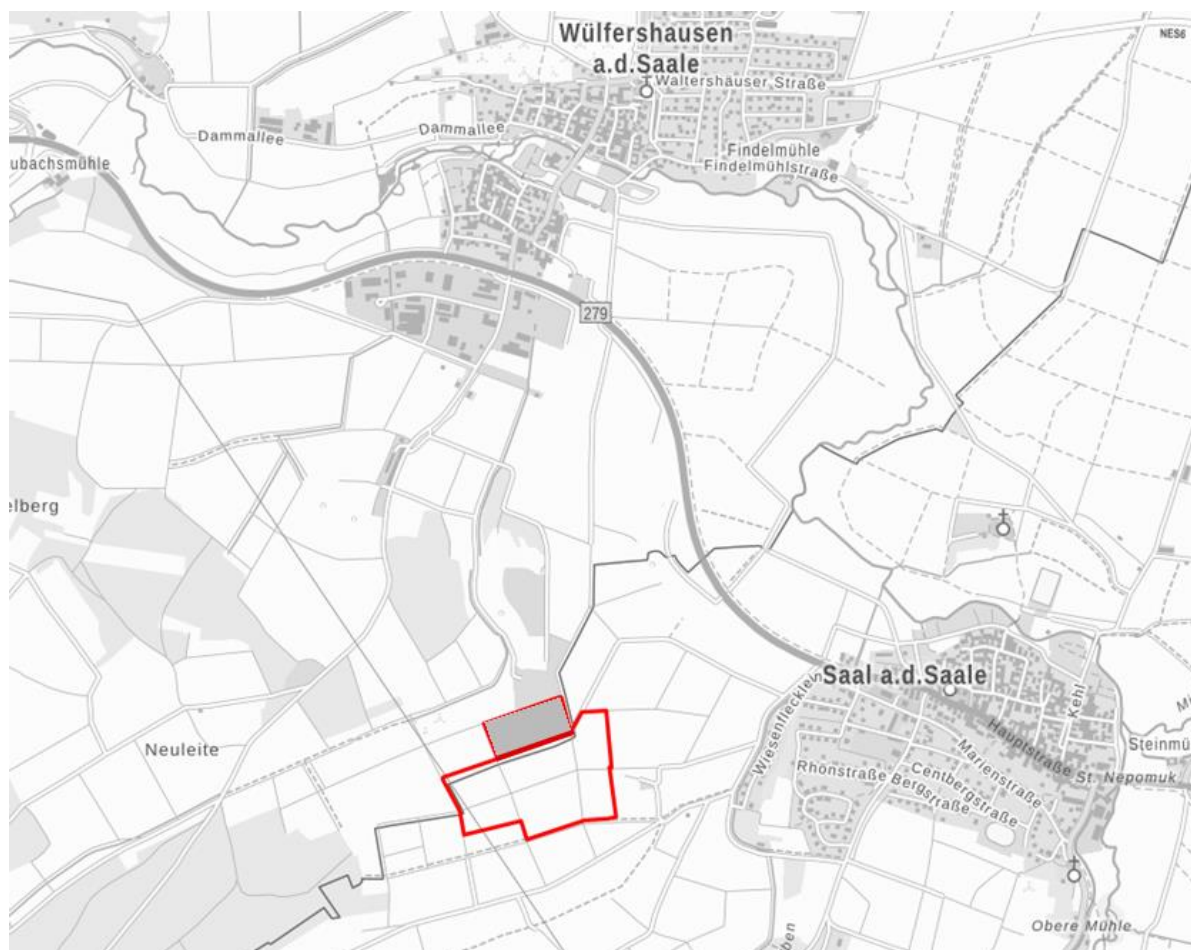 Wülfershausen
a.d.Saale
NES6
Waltershäuser Straße
Dammallee
Dammallee
Findelmühle
Findelmühlstraße
ubachsmühle
279
elberg
Saal a.d.Saale
Wiesenflecklein
Kehl
Hauptstraße
Neuleite
Marienstraße
Steinmü
St. Nepomuk
Rhönstraße
Bergstraße
Centbergstraße
Obere Mühle